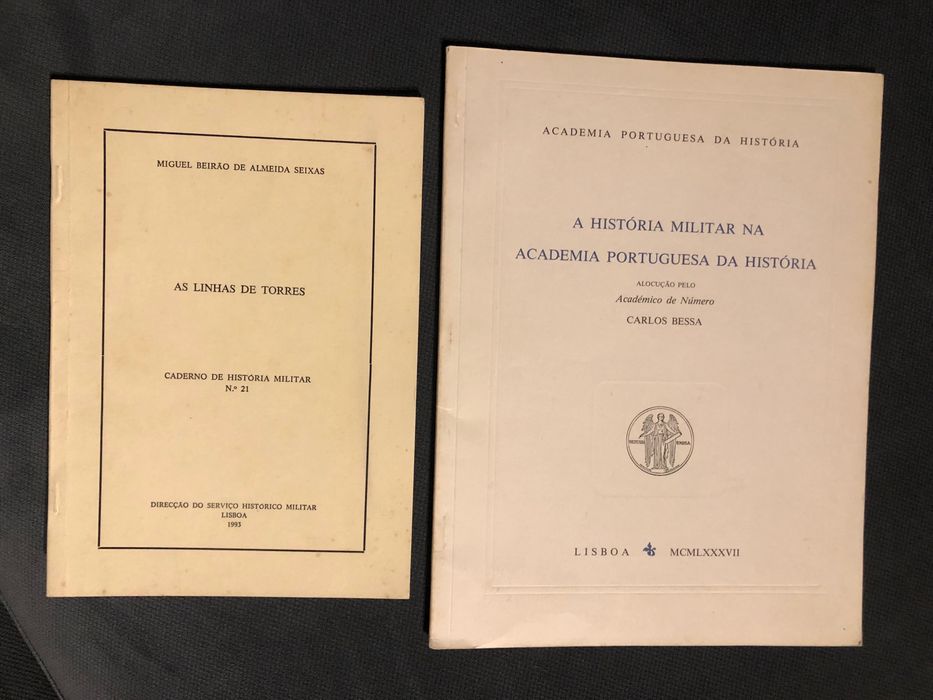 MIGUEL BEIRÃO DE ALMEIDA SEIXAS
AS LINHAS DE TORRES
CADERNO DE HISTÓRIA MILITAR
N.º 21
DIRECÇÃO DO SERVIÇO HISTÓRICO MILITAR
LISBOA
1993
ACADEMIA PORTUGUESA DA HISTÓRIA
A HISTÓRIA MILITAR NA
ACADEMIA PORTUGUESA DA HISTÓRIA
ALOCUÇÃO PELO
Académico de Número
CARLOS BESSA
LISBOA MCMLXXXVII